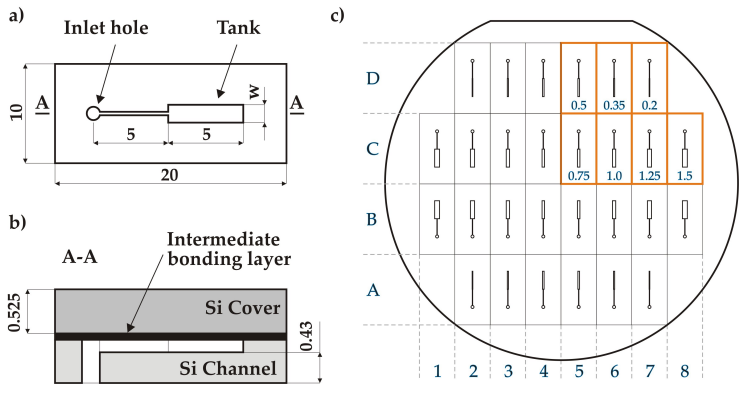 a)
Inlet hole
Tank
A
A
10
w
5
5
20
b)
A-A
Intermediate
bonding layer
0.525
Si Cover
0.43
Si Channel
c)
D
0.5
0.35
0.2
C
0.75
1.0
1.25
1.5
B
A
1
2
3
4
5
6
7
8